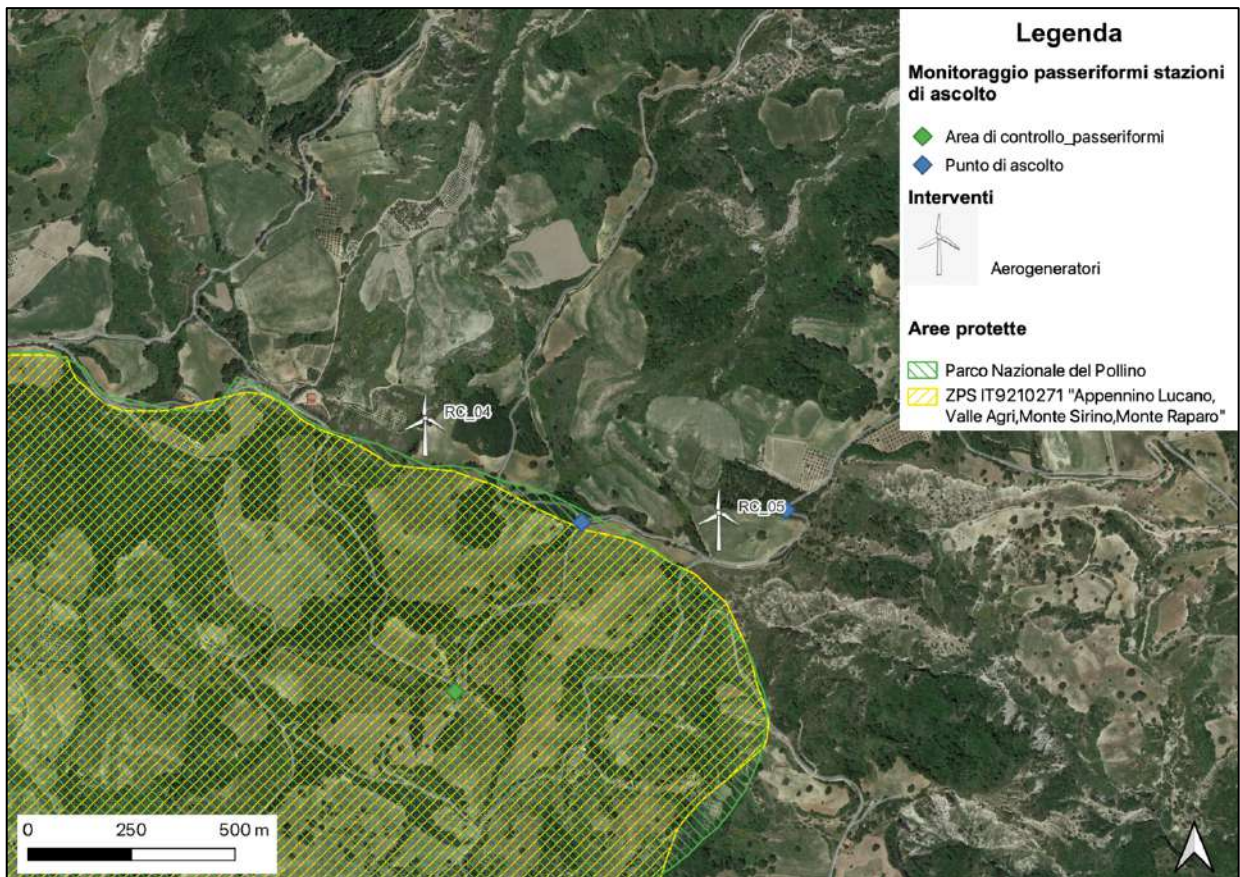 Legenda
Monitoraggio passeriformi stazioni
di ascolto
Area di controllo_passeriformi
Punto di ascolto
Interventi
Aerogeneratori
Aree protette
Parco Nazionale del Pollino
ZPS IT9210271 "Appennino Lucano,
Valle Agri,Monte Sirino,Monte Raparo"
RC_04
RC_05
0 250 500 m